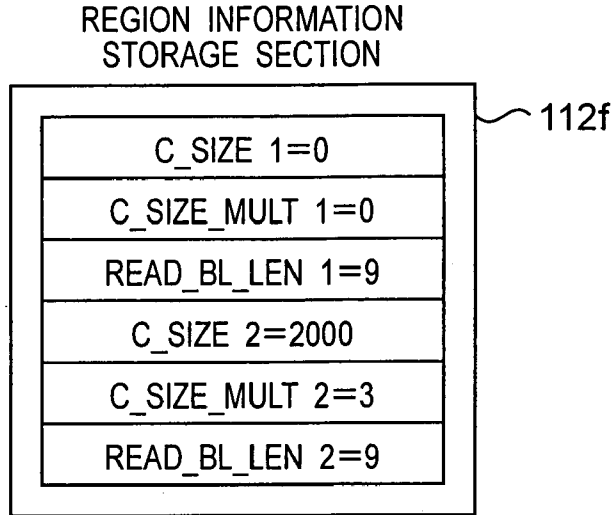 REGION INFORMATION
STORAGE SECTION
112f
C_SIZE 1=0
C_SIZE_MULT 1=0
READ_BL_LEN 1=9
C_SIZE 2=2000
C_SIZE_MULT 2=3
READ_BL_LEN 2=9